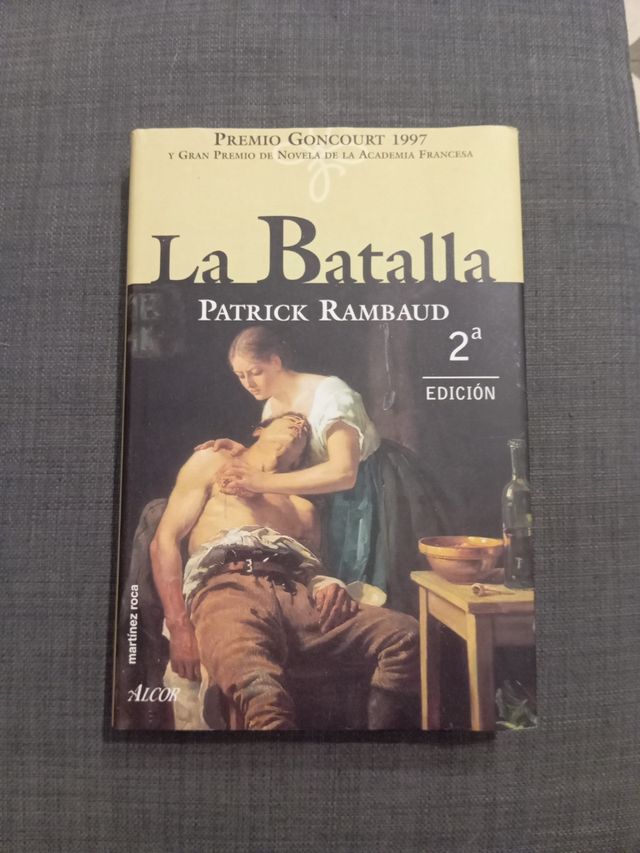 PREMIO GONCOURT 1997
Y GRAN PREMIO DE NOVELA DE LA ACADEMIA FRANCESA
La Batalla
PATRICK RAMBAUD
2ª
EDICIÓN
martínez roca
ALCOR